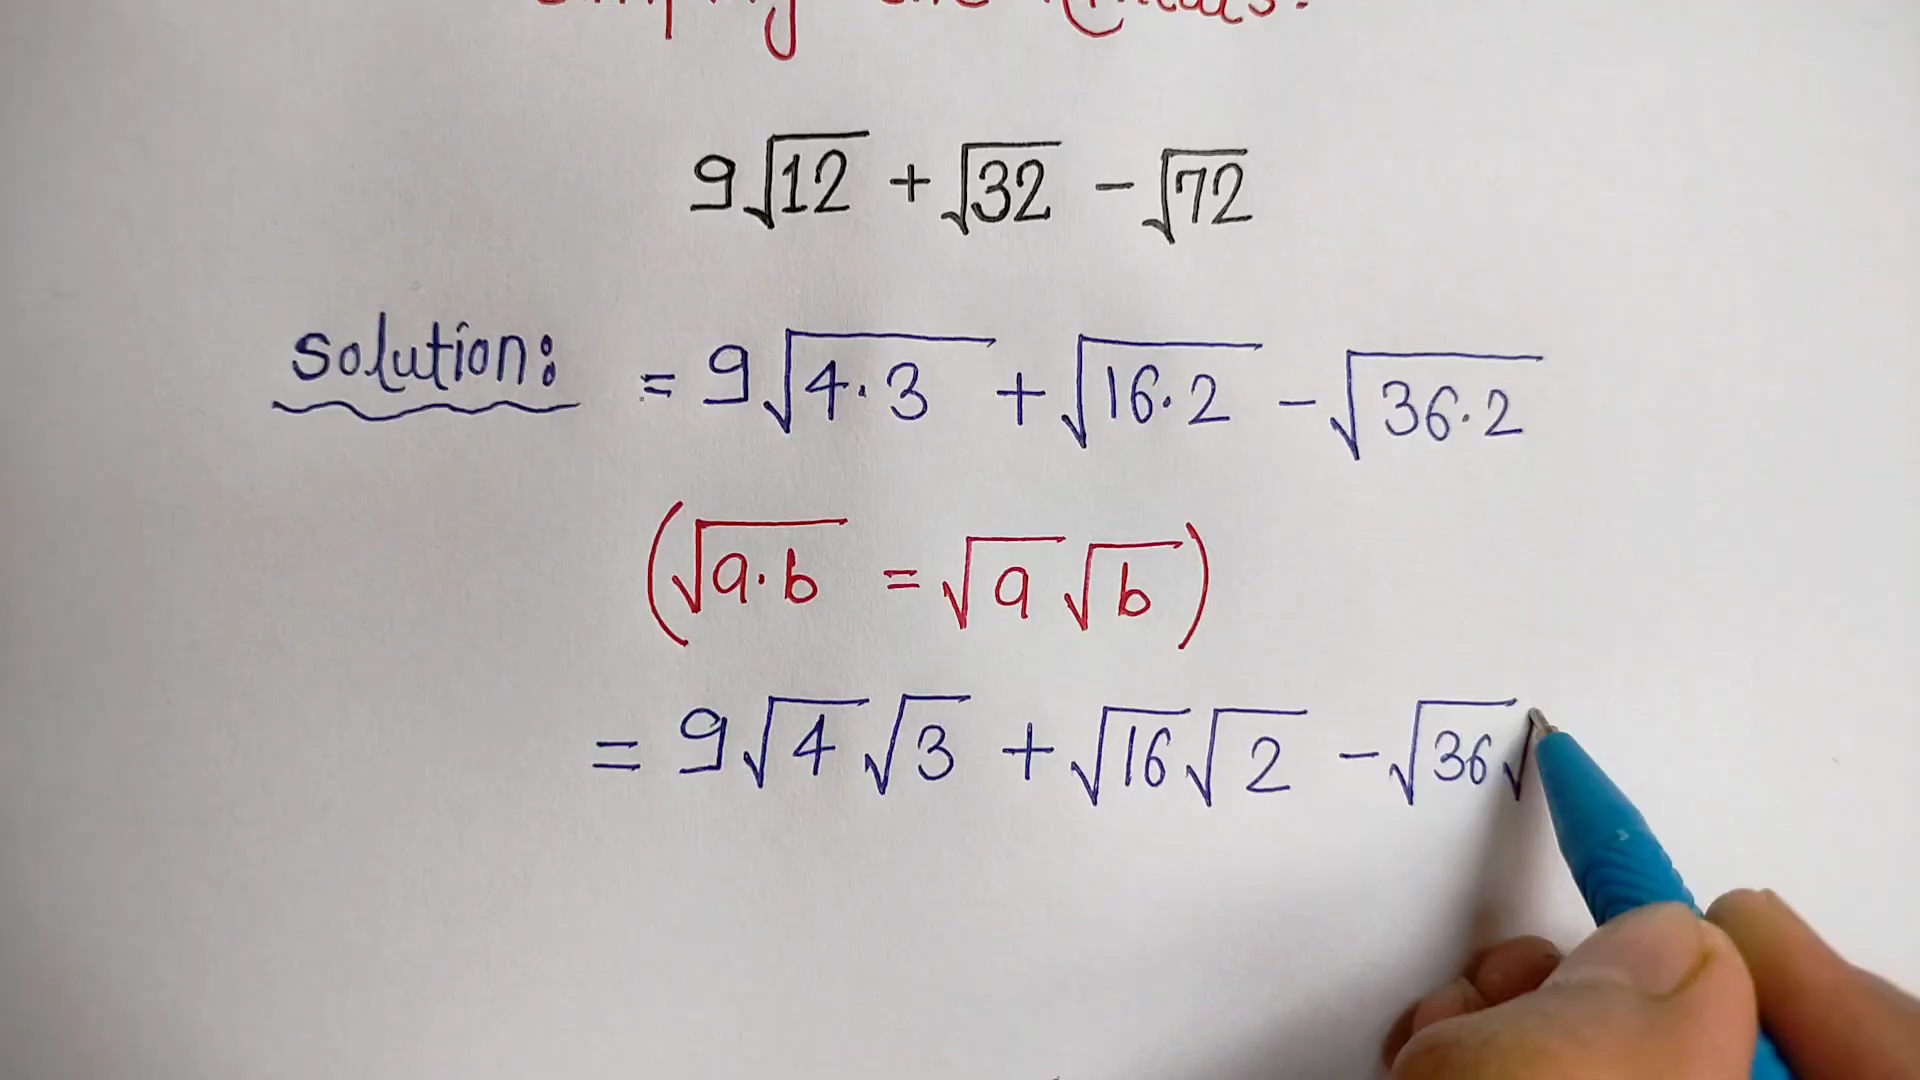 9√12 + √32 - √72
Solution: = 9√4·3 + √16·2 - √36·2
(√a·b = √a √b)
= 9√4 √3 + √16 √2 - √36 √